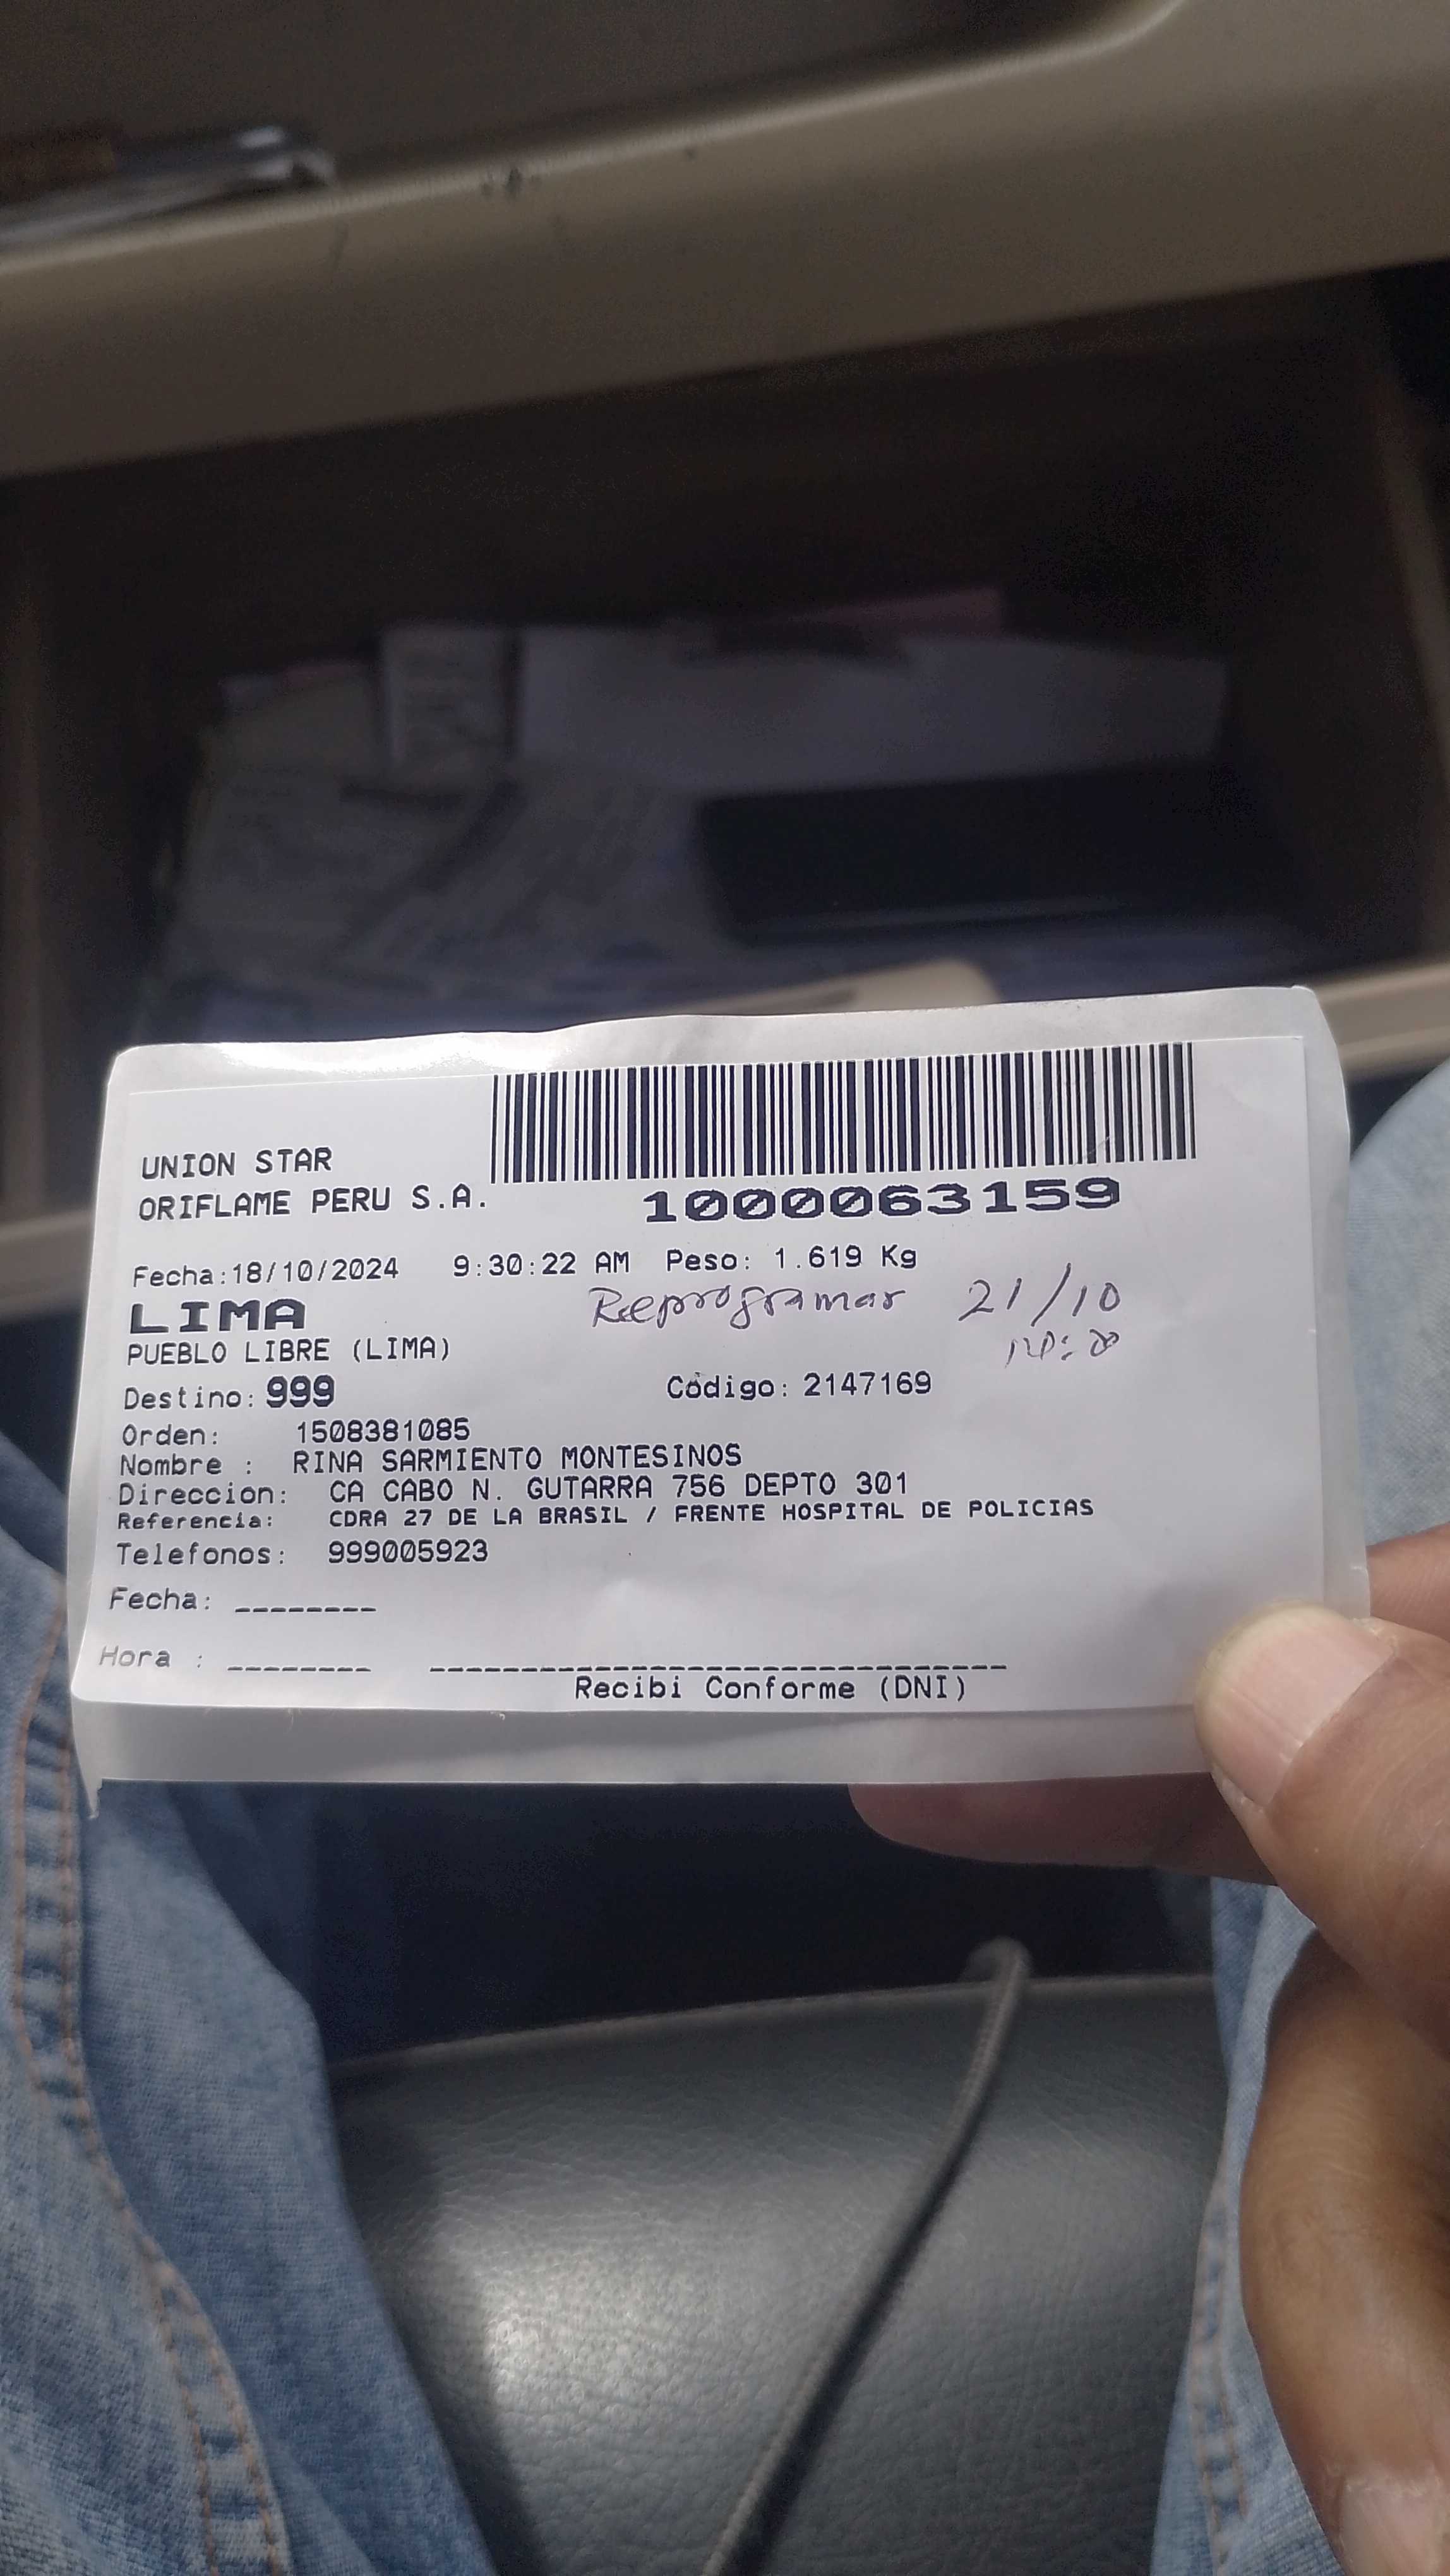 UNION STAR
ORIFLAME PERU S.A.
1000063159
Fecha:18/10/2024 9:30:22 AM Peso: 1.619 Kg
Reprogramar 21/10
LIMA
PUEBLO LIBRE (LIMA)
Destino: 999 Código: 2147169
Orden: 1508381085
Nombre : RINA SARMIENTO MONTESINOS
Direccion: CA CABO N. GUTARRA 756 DEPTO 301
Referencia: CDRA 27 DE LA BRASIL / FRENTE HOSPITAL DE POLICIAS
Telefonos: 999005923
Fecha: ________
Hora : ________
Recibi Conforme (DNI)